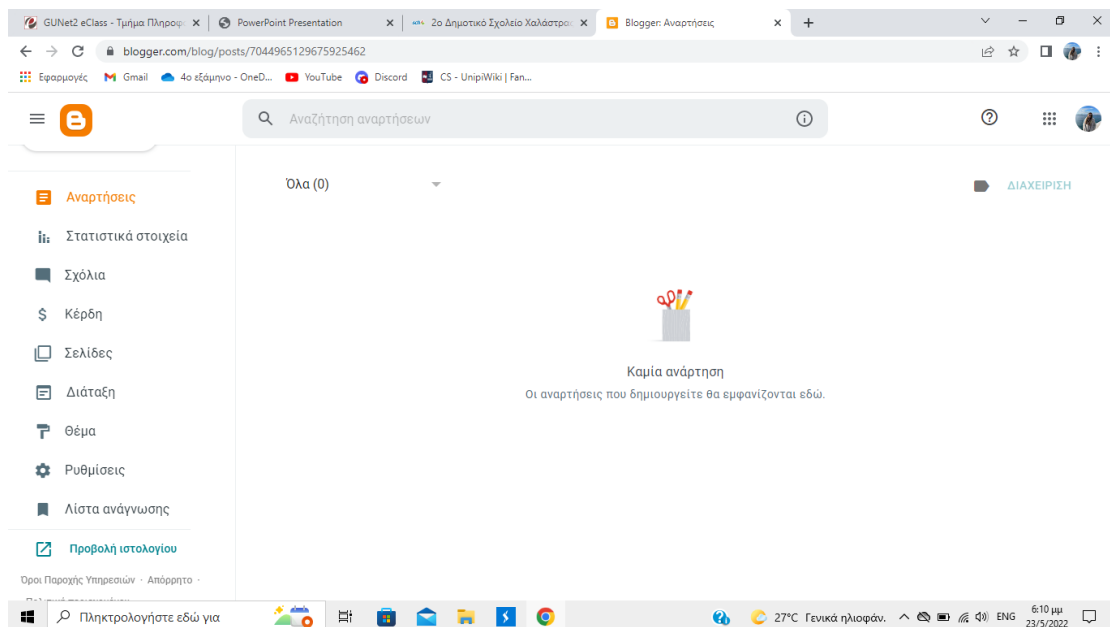 GUNet2 eClass - Τμήμα Πληροφο
PowerPoint Presentation
2ο Δημοτικό Σχολείο Χαλάστρας
Blogger: Αναρτήσεις
blogger.com/blog/posts/7044965129675925462
Εφαρμογές
Gmail
4ο εξάμηνο - OneD...
YouTube
Discord
CS - UnipiWiki | Fan...
Αναζήτηση αναρτήσεων
Όλα (0)
ΔΙΑΧΕΙΡΙΣΗ
Αναρτήσεις
Στατιστικά στοιχεία
Σχόλια
Κέρδη
Σελίδες
Διάταξη
Θέμα
Ρυθμίσεις
Λίστα ανάγνωσης
Προβολή ιστολογίου
Όροι Παροχής Υπηρεσιών · Απόρρητο ·
Καμία ανάρτηση
Οι αναρτήσεις που δημιουργείτε θα εμφανίζονται εδώ.
Πληκτρολογήστε εδώ για
27°C Γενικά ηλιοφάν.
ENG
6:10 μμ
23/5/2022